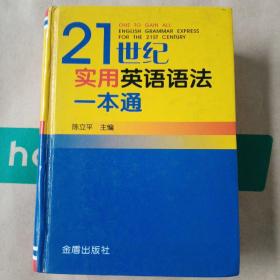 ONE TO GAIN ALL
ENGLISH GRAMMAR EXPRESS
FOR THE 21ST CENTURY
21世纪
实用英语语法
一本通
陈立平 主编
金盾出版社